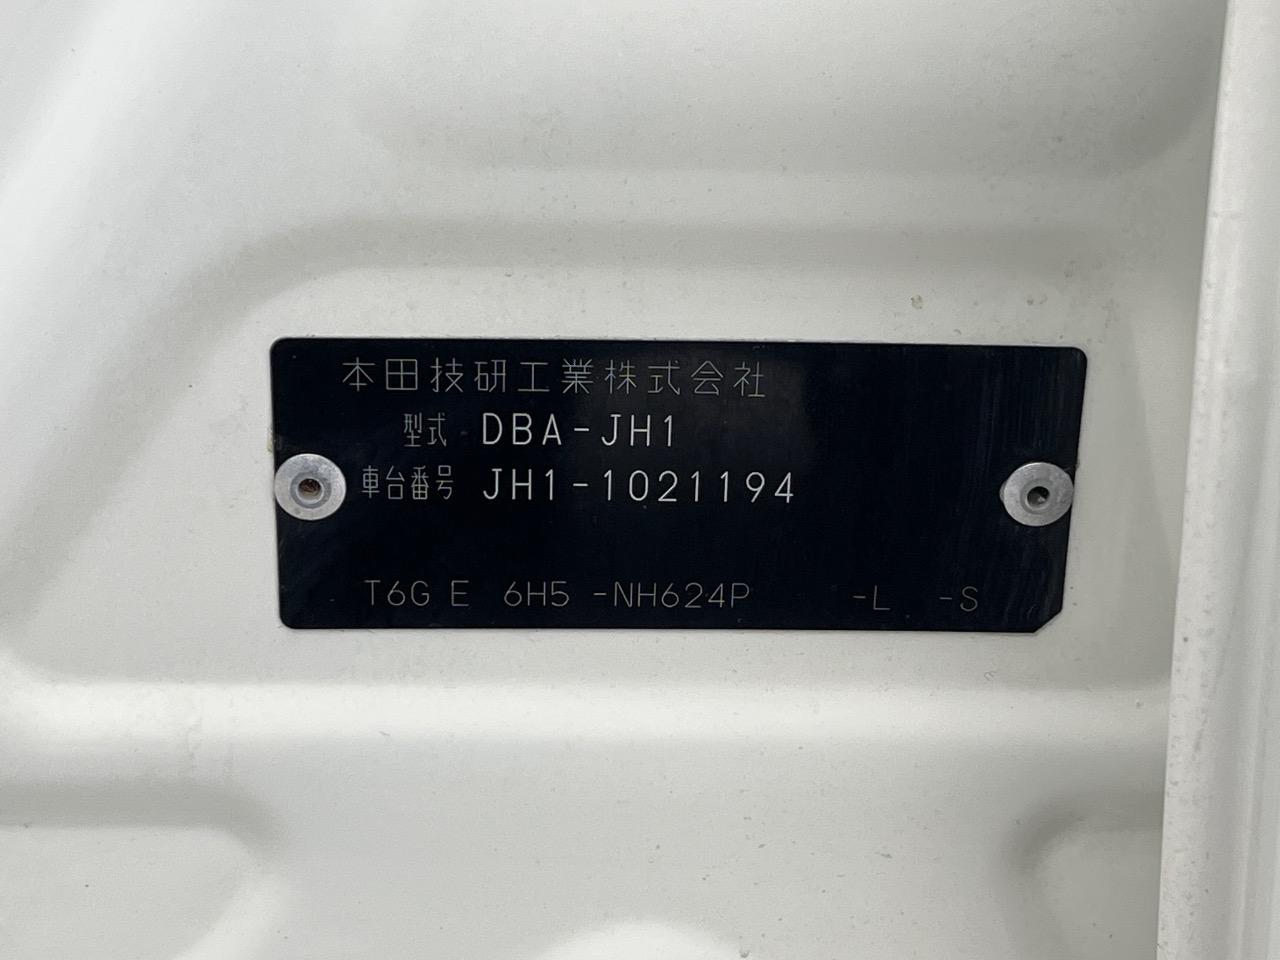 本田技研工業株式会社
型式 DBA-JH1
車台番号 JH1-1021194
T6G E 6H5 -NH624P -L -S